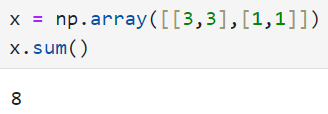 x = np.array([[3,3],[1,1]])
x.sum()
8